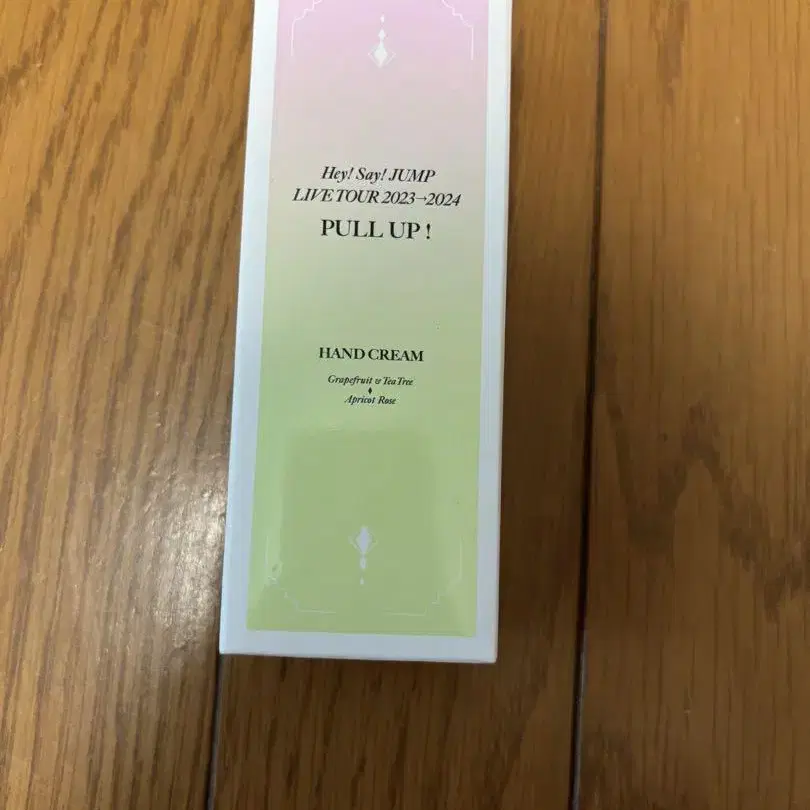 Hey! Say! JUMP
LIVE TOUR 2023→2024
PULL UP !
HAND CREAM
Grapefruit & Tea Tree
Apricot Rose